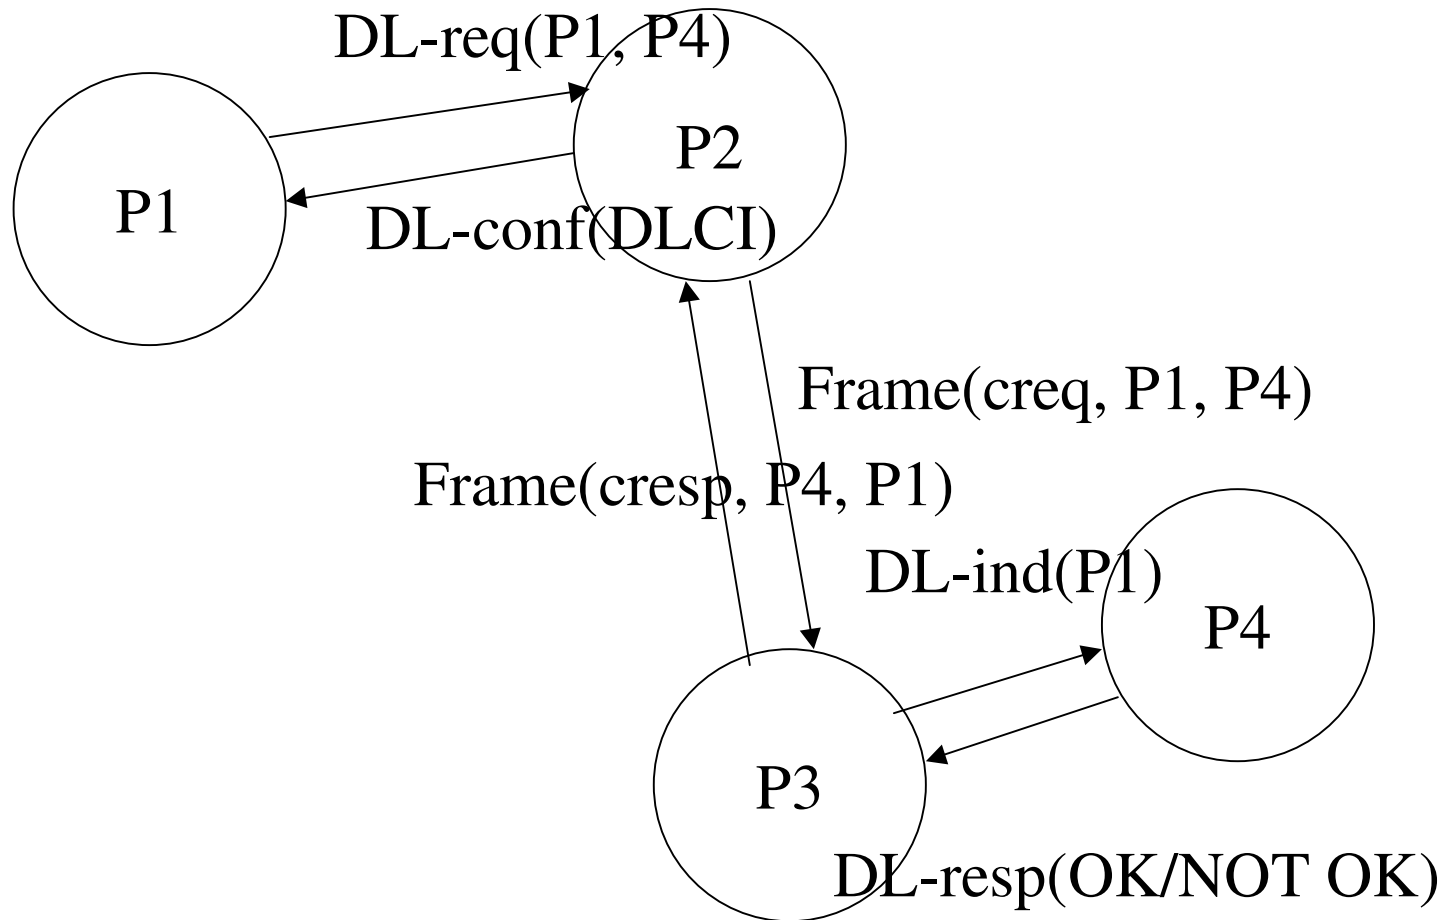 DL-req(P1, P4)
P2
P1
DL-conf(DLCI)
Frame(creq, P1, P4)
Frame(cresp, P4, P1)
DL-ind(P1)
P4
P3
DL-resp(OK/NOT OK)